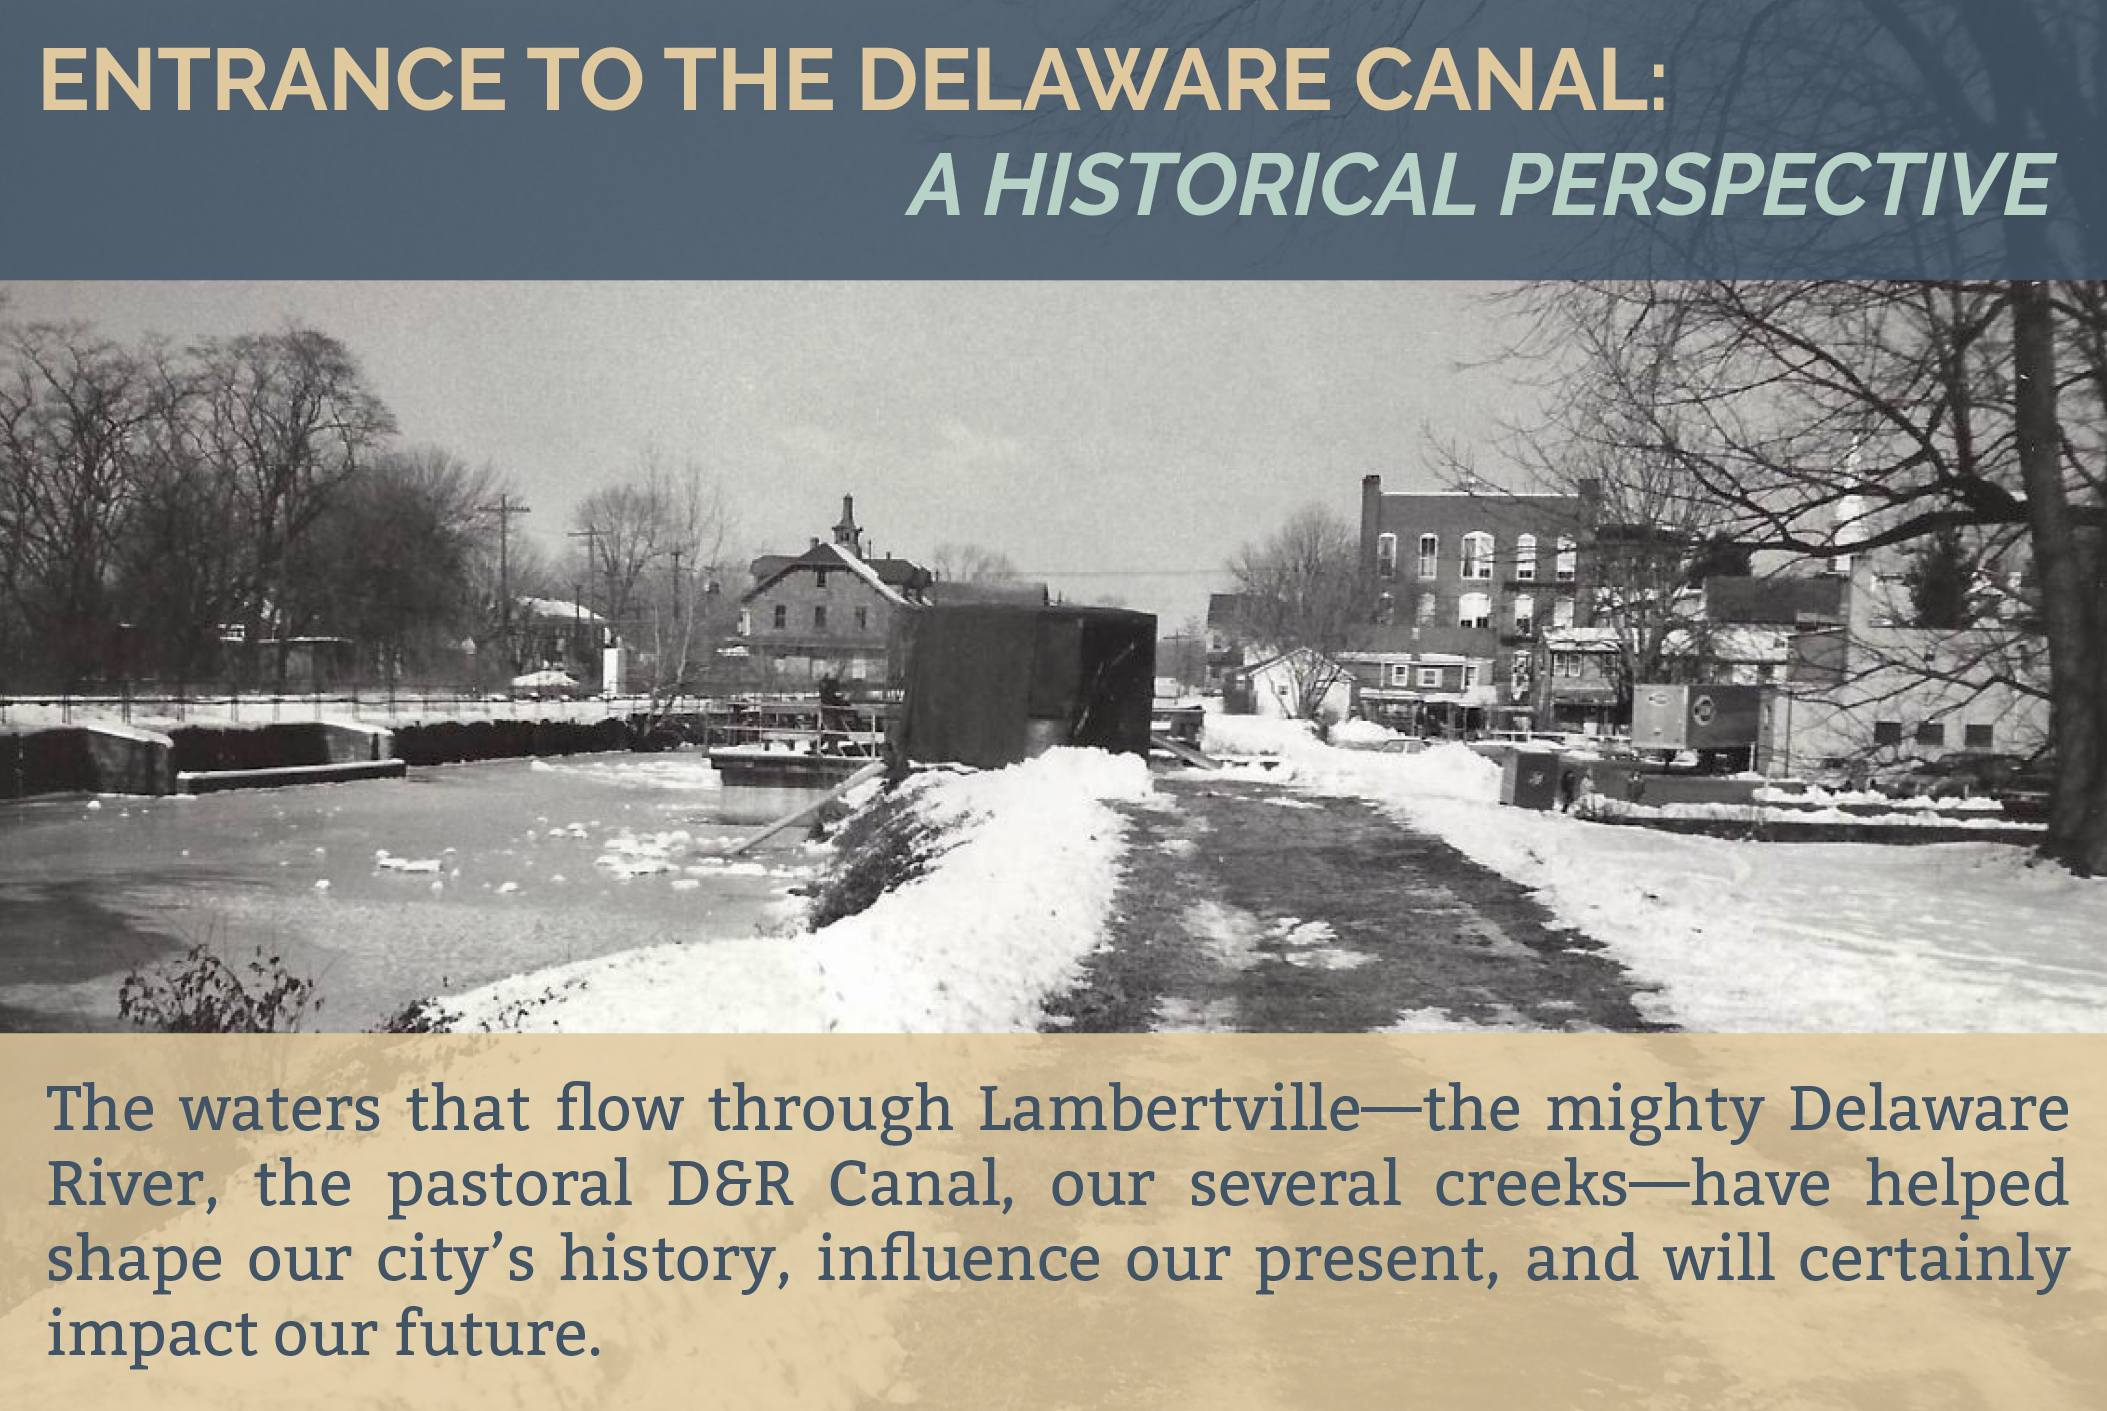 ENTRANCE TO THE DELAWARE CANAL:
A HISTORICAL PERSPECTIVE
The waters that flow through Lambertville—the mighty Delaware
River, the pastoral D&R Canal, our several creeks—have helped
shape our city’s history, influence our present, and will certainly
impact our future.